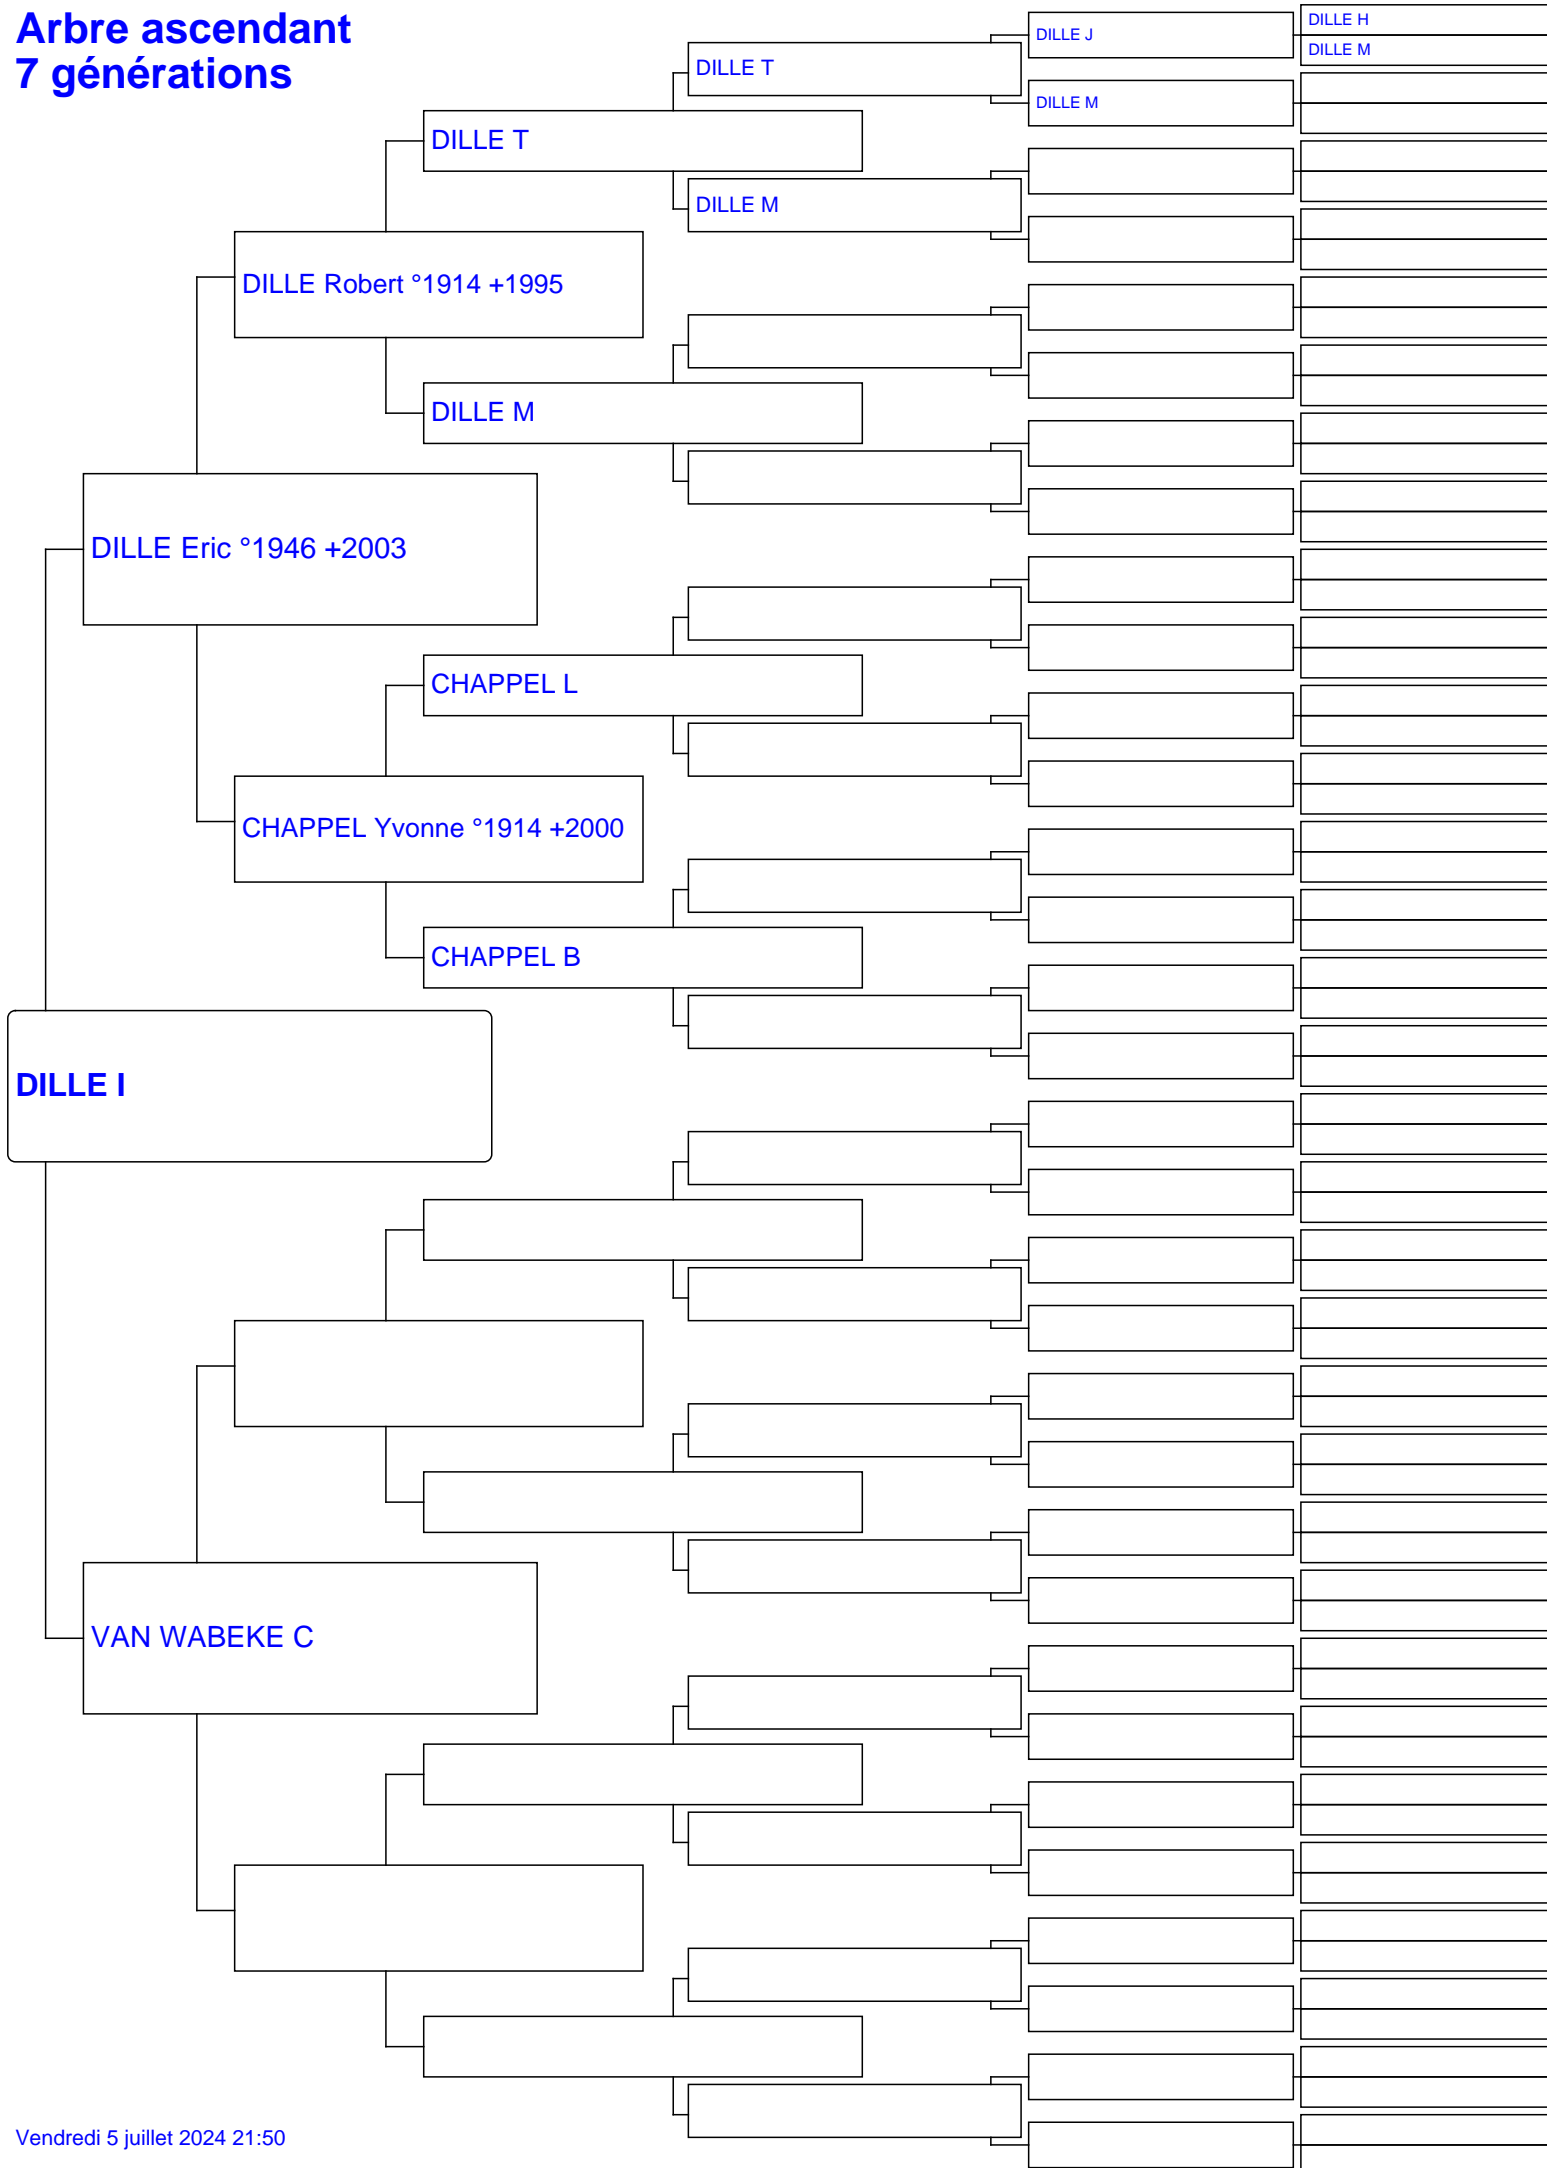 Arbre ascendant
7 générations
DILLE J
DILLE H
DILLE M
DILLE T
DILLE M
DILLE T
DILLE M
DILLE Robert °1914 +1995
DILLE M
DILLE Eric °1946 +2003
CHAPPEL L
CHAPPEL Yvonne °1914 +2000
CHAPPEL B
DILLE I
VAN WABEKE C
Vendredi 5 juillet 2024 21:50